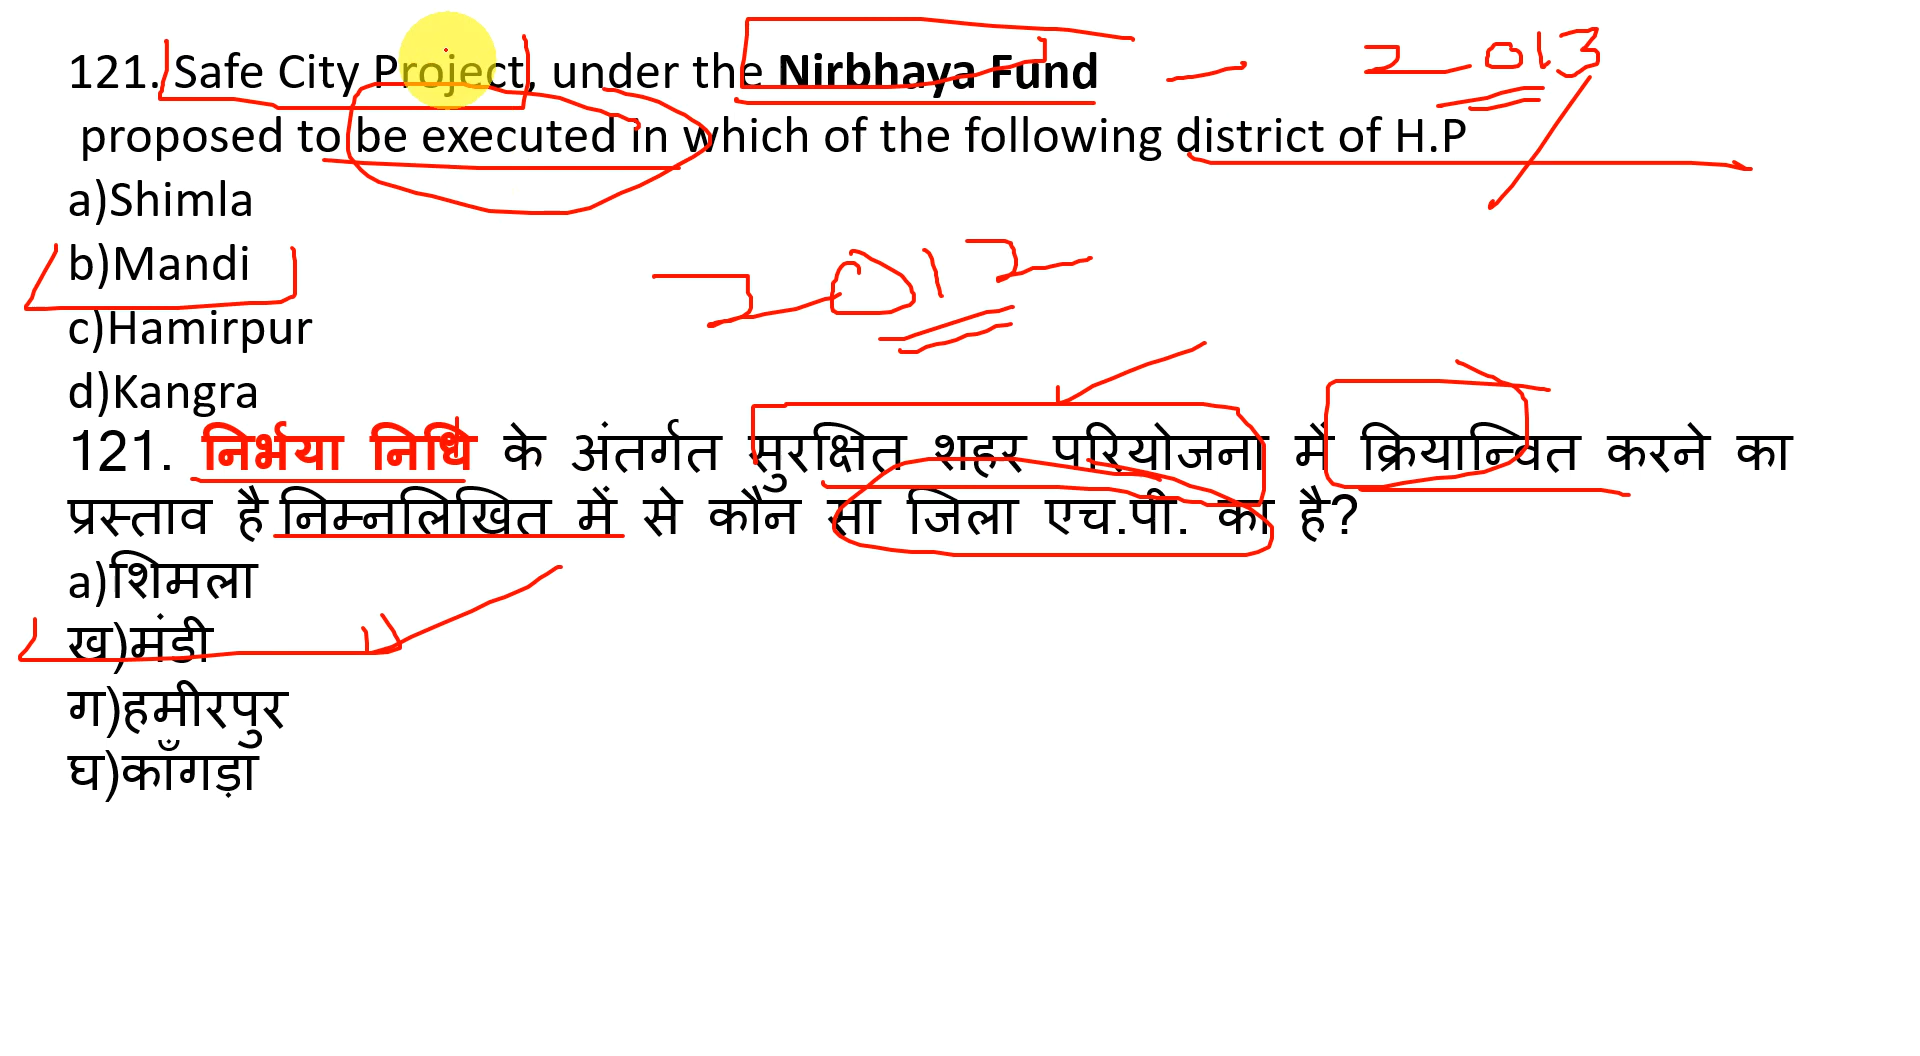 121. Safe City Project, under the Nirbhaya Fund - 2013
proposed to be executed in which of the following district of H.P
a)Shimla
b)Mandi
2012
c)Hamirpur
d)Kangra
121. निर्भया निधि के अंतर्गत सुरक्षित शहर परियोजना में क्रियान्वित करने का
प्रस्ताव है निम्नलिखित में से कौन सा जिला एच.पी. का है?
a)शिमला
ख)मंडी
ग)हमीरपुर
घ)काँगड़ा